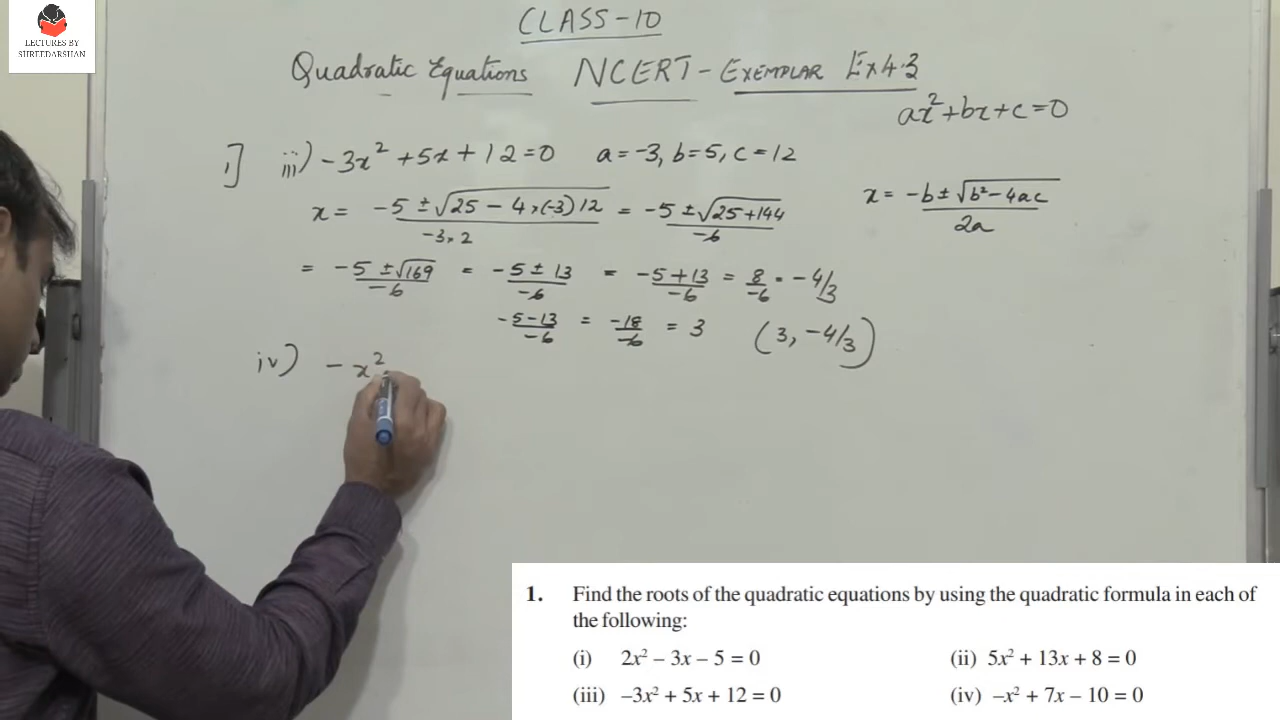 LECTURES BY
SHREEDARSHAN
CLASS-10
Quadratic Equations NCERT - EXEMPLAR Ex 4.3
ax²+bx+c=0
1] iii) -3x² +5x + 12 = 0 a = -3, b = 5, c = 12
x = (-5 ± √(25 - 4×(-3)12))/(-3×2) = (-5 ± √(25+144))/(-6)
x = (-b ± √(b² - 4ac))/(2a)
= (-5 ± √169)/(-6) = (-5 ± 13)/(-6) = (-5+13)/(-6) = 8/(-6) = -4/3
(-5-13)/(-6) = (-18)/(-6) = 3 (3, -4/3)
iv) - x²
1. Find the roots of the quadratic equations by using the quadratic formula in each of
the following:
(i) 2x² – 3x – 5 = 0 (ii) 5x² + 13x + 8 = 0
(iii) –3x² + 5x + 12 = 0 (iv) –x² + 7x – 10 = 0